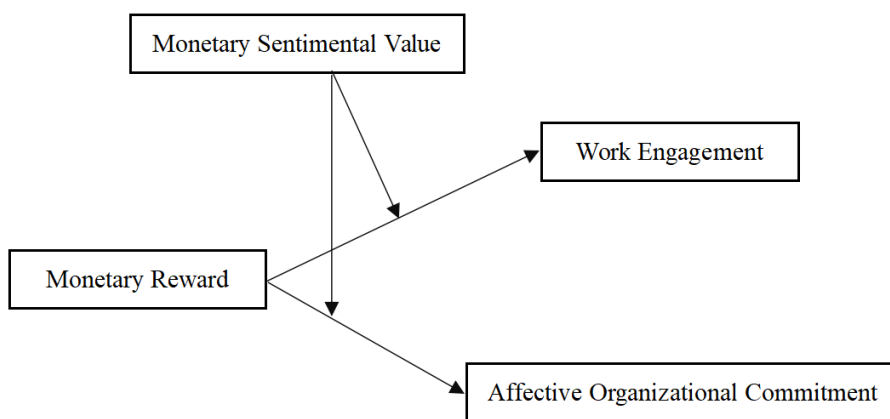 Monetary Sentimental Value
Work Engagement
Monetary Reward
Affective Organizational Commitment